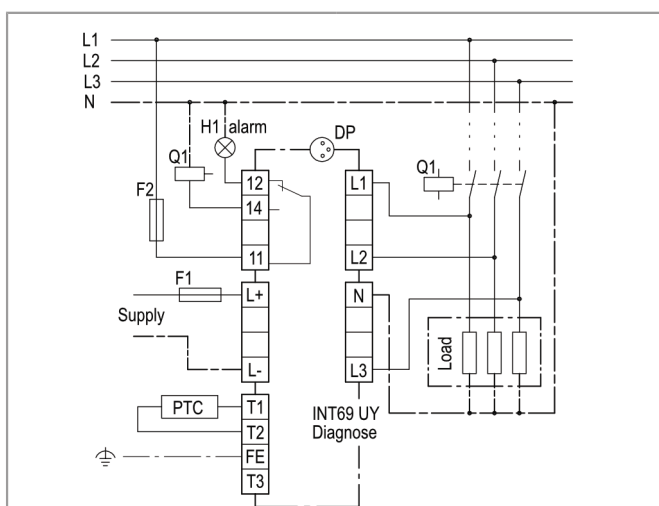 L1
L2
L3
N
H1 alarm
DP
Q1
12
L1
Q1
F2
14
11
L2
F1
L+
N
Supply
L-
L3
Load
PTC
T1
INT69 UY
Diagnose
T2
FE
T3